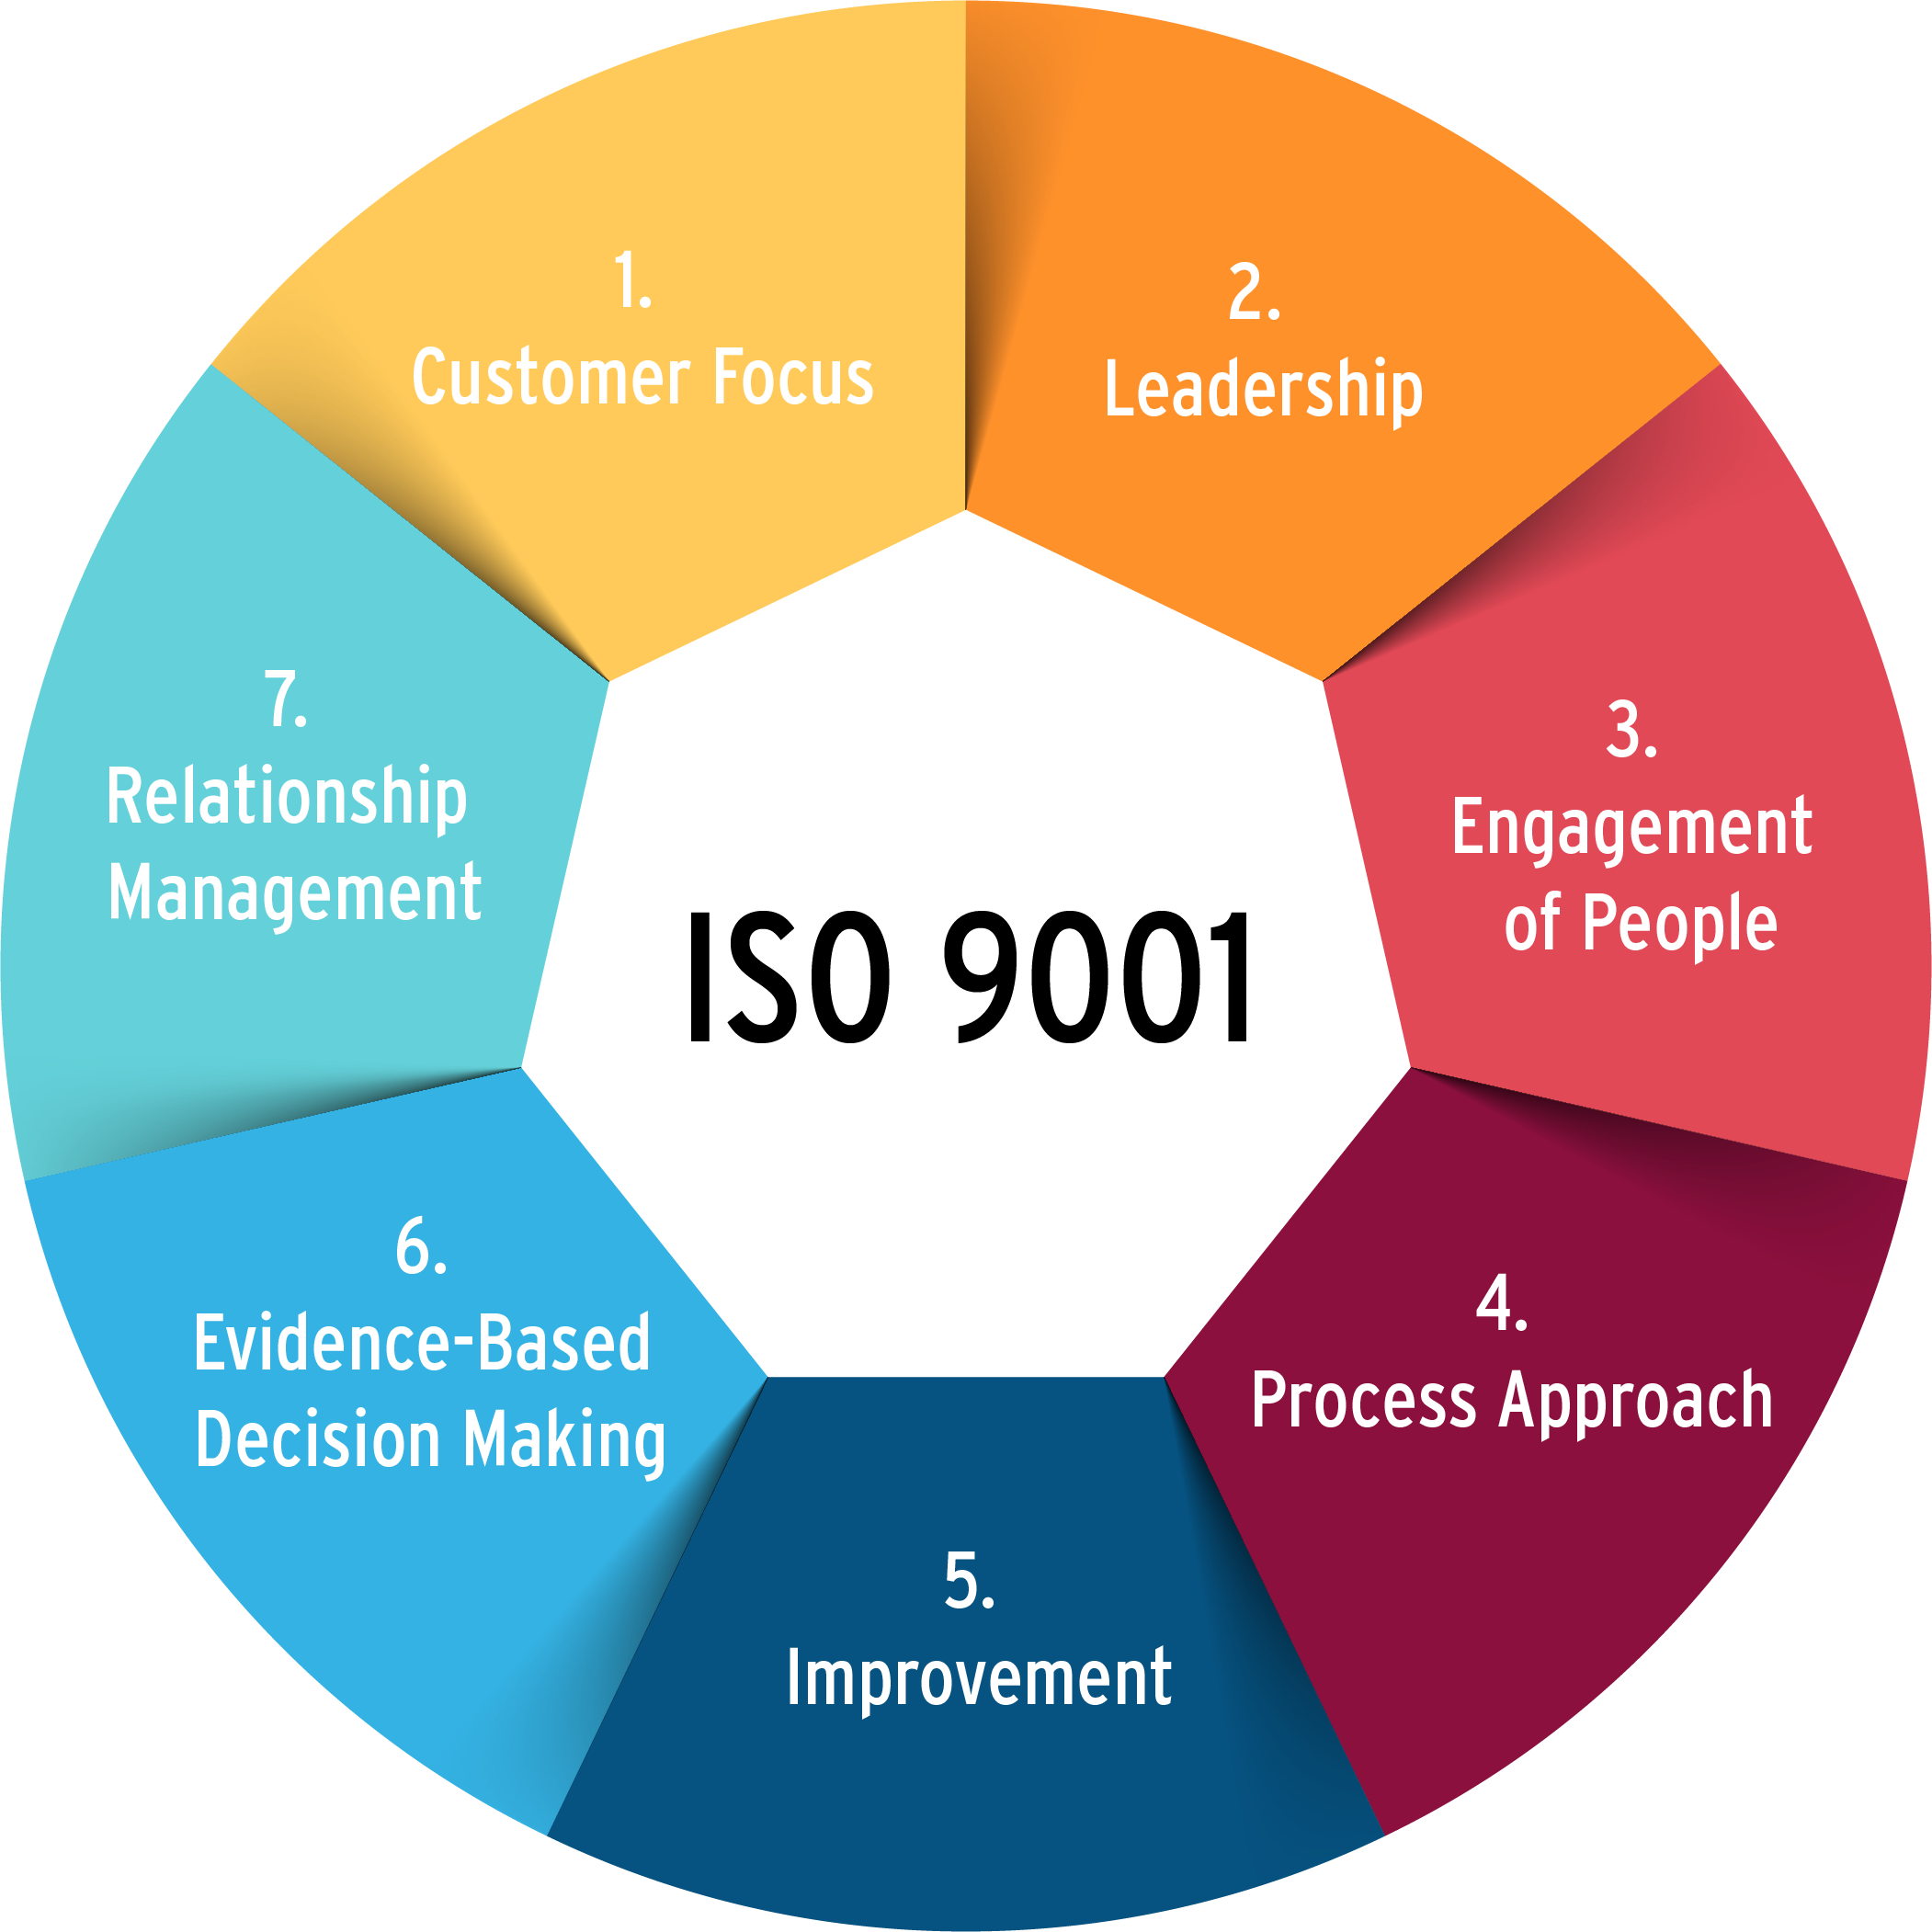 1.
Customer Focus
2.
Leadership
3.
Engagement
of People
4.
Process Approach
5.
Improvement
6.
Evidence-Based
Decision Making
7.
Relationship
Management
ISO 9001